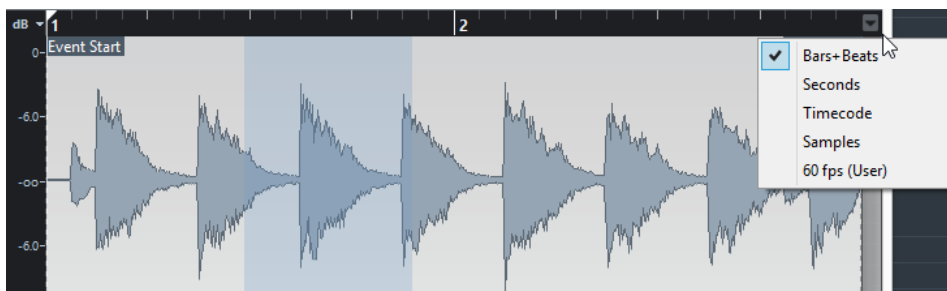 dB 1 2
Event Start
0-
-6.0-
-oo-
-6.0-
Bars+Beats
Seconds
Timecode
Samples
60 fps (User)